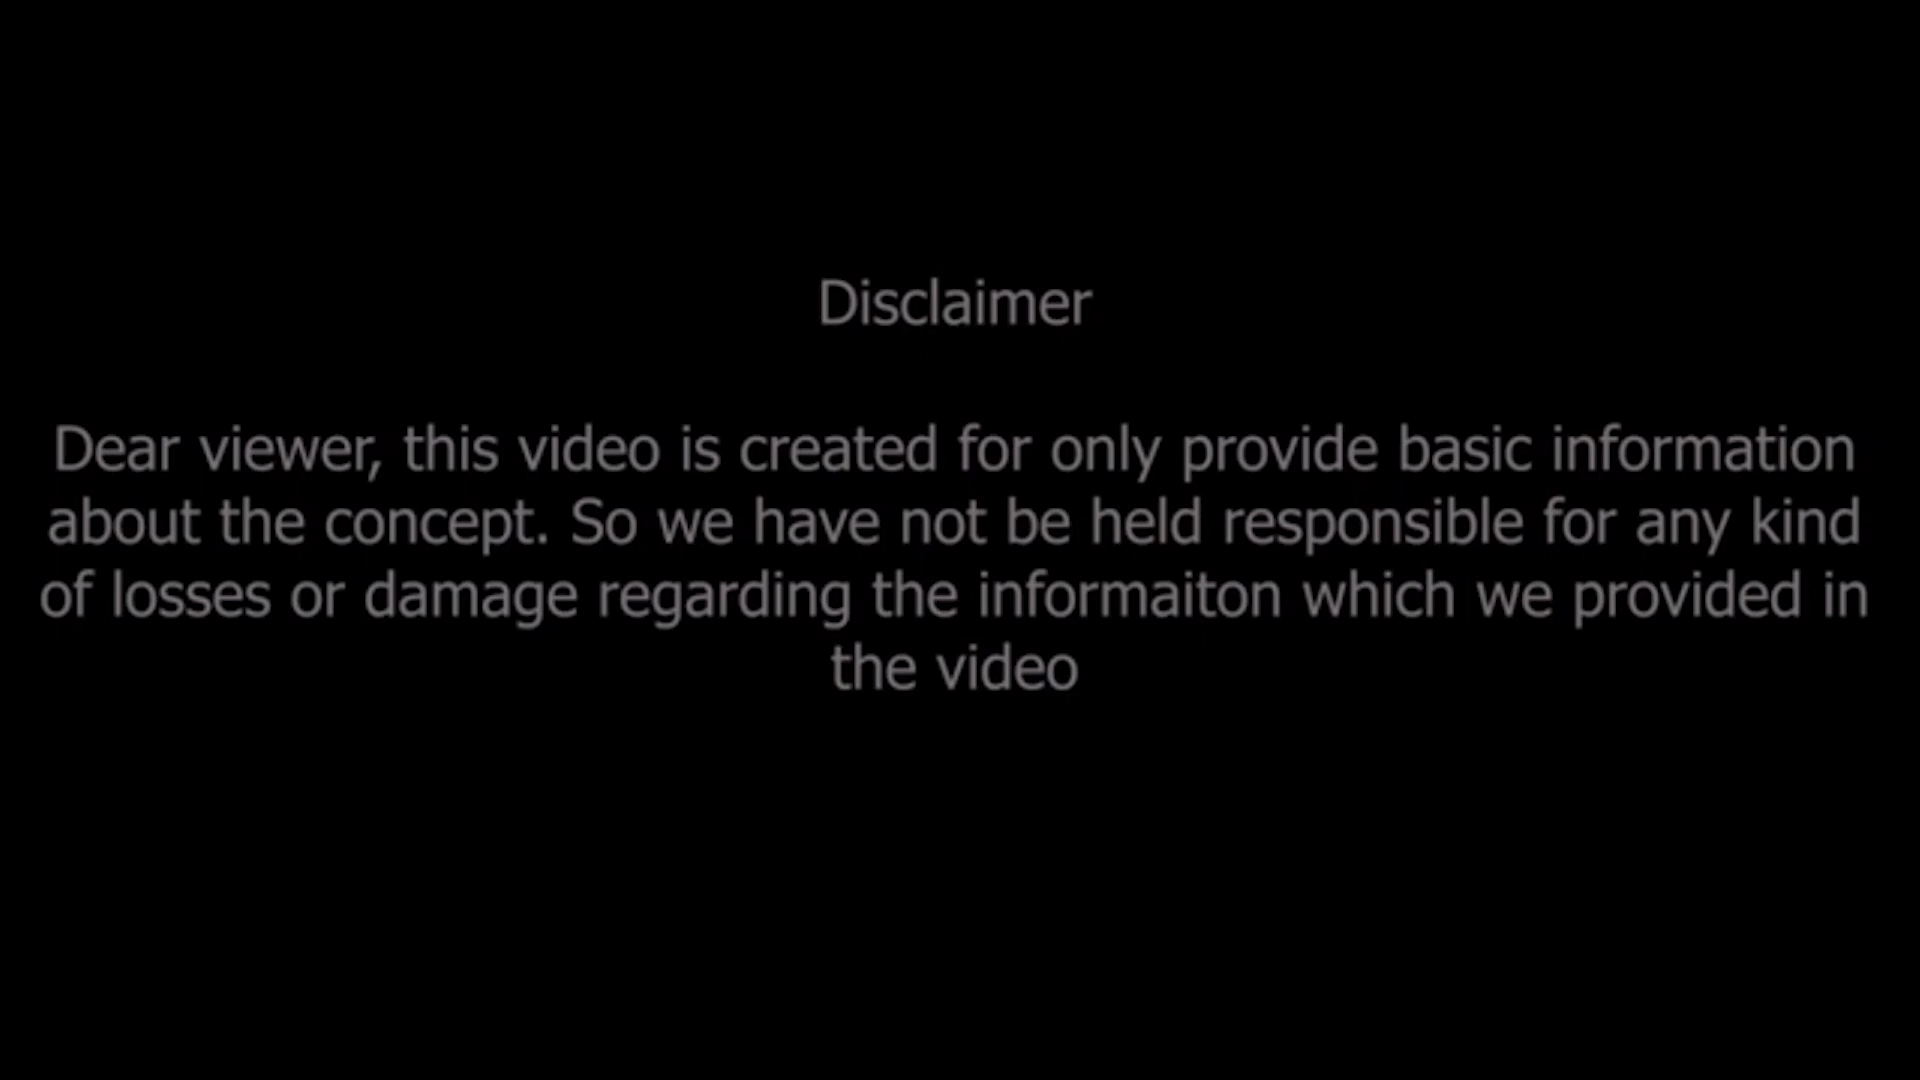 Disclaimer
Dear viewer, this video is created for only provide basic information
about the concept. So we have not be held responsible for any kind
of losses or damage regarding the informaiton which we provided in
the video